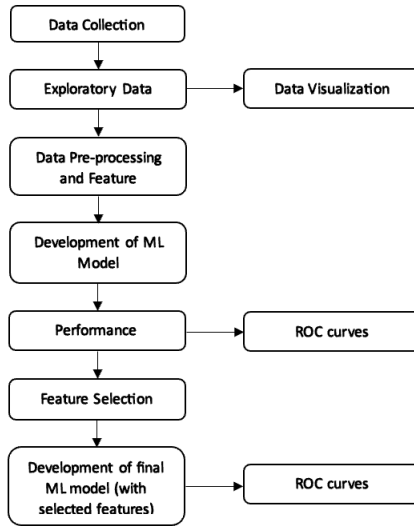 Data Collection
Exploratory Data
Data Visualization
Data Pre-processing
and Feature
Development of ML
Model
Performance
ROC curves
Feature Selection
Development of final
ML model (with
selected features)
ROC curves